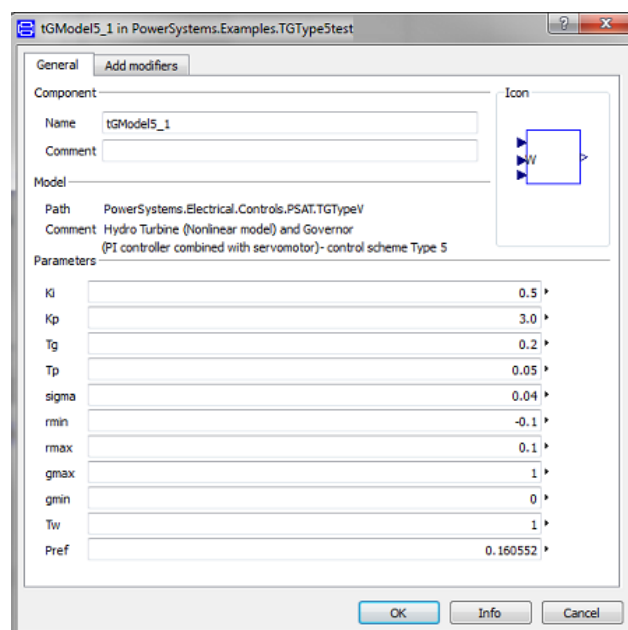 tGModel5_1 in PowerSystems.Examples.TGType5test
General Add modifiers
Component Icon
Name tGModel5_1
Comment
W
Model
Path PowerSystems.Electrical.Controls.PSAT.TGTypeV
Comment Hydro Turbine (Nonlinear model) and Governor
(PI controller combined with servomotor)- control scheme Type 5
Parameters
Ki 0.5
Kp 3.0
Tg 0.2
Tp 0.05
sigma 0.04
rmin -0.1
rmax 0.1
gmax 1
gmin 0
Tw 1
Pref 0.160552
OK Info Cancel